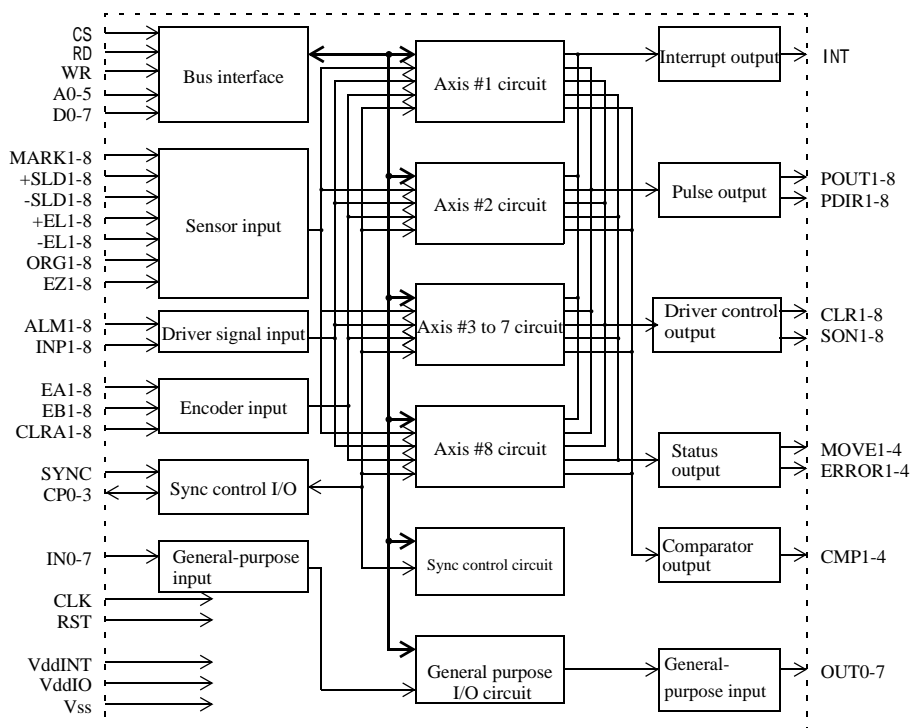 CS
RD
WR
A0-5
D0-7
Bus interface
MARK1-8
+SLD1-8
-SLD1-8
+EL1-8
-EL1-8
ORG1-8
EZ1-8
Sensor input
ALM1-8
INP1-8
Driver signal input
EA1-8
EB1-8
CLRA1-8
Encoder input
SYNC
CP0-3
Sync control I/O
IN0-7
General-purpose
input
CLK
RST
VddINT
VddIO
Vss
Axis #1 circuit
Axis #2 circuit
Axis #3 to 7 circuit
Axis #8 circuit
Sync control circuit
General purpose
I/O circuit
Interrupt output
INT
Pulse output
POUT1-8
PDIR1-8
Driver control
output
CLR1-8
SON1-8
Status
output
MOVE1-4
ERROR1-4
Comparator
output
CMP1-4
General-
purpose input
OUT0-7